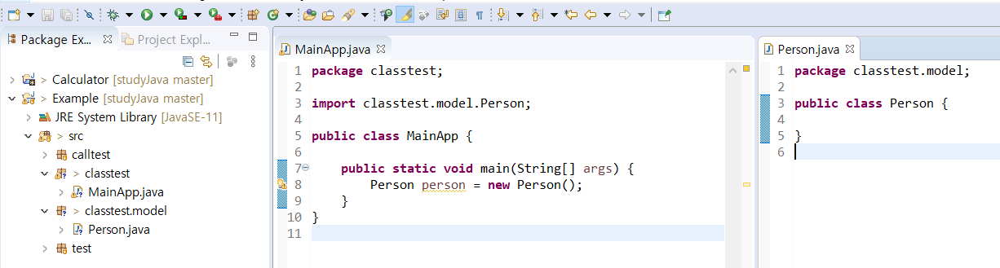 Package Ex...
Project Expl...
> Calculator [studyJava master]
> Example [studyJava master]
JRE System Library [JavaSE-11]
> src
calltest
> classtest
> MainApp.java
> classtest.model
> Person.java
test
MainApp.java
1 package classtest;
2
3 import classtest.model.Person;
4
5 public class MainApp {
6
7 public static void main(String[] args) {
8 Person person = new Person();
9 }
10 }
11
Person.java
1 package classtest.model;
2
3 public class Person {
4
5 }
6